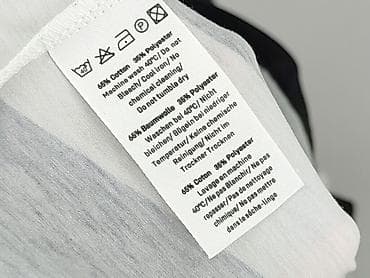 65% Cotton 35% Polyester
Machine wash 40°C/ Do not
Bleach/ Cool iron/ No
chemical cleaning/
Do not tumble dry
65% Baumwolle 35% Polyester
Waschen bei 40°C/ Nicht
bleichen/ Bügeln bei niedriger
Temperatur/ Keine chemische
Reinigung/ Nicht im
Trockner Trocknen
65% Coton 35% Polyester
Lavage en machine
40°C/ Ne pas Blanchir/ Ne pas
repasser/ Pas de nettoyage
chimique/ Ne pas mettre
dans le sèche-linge